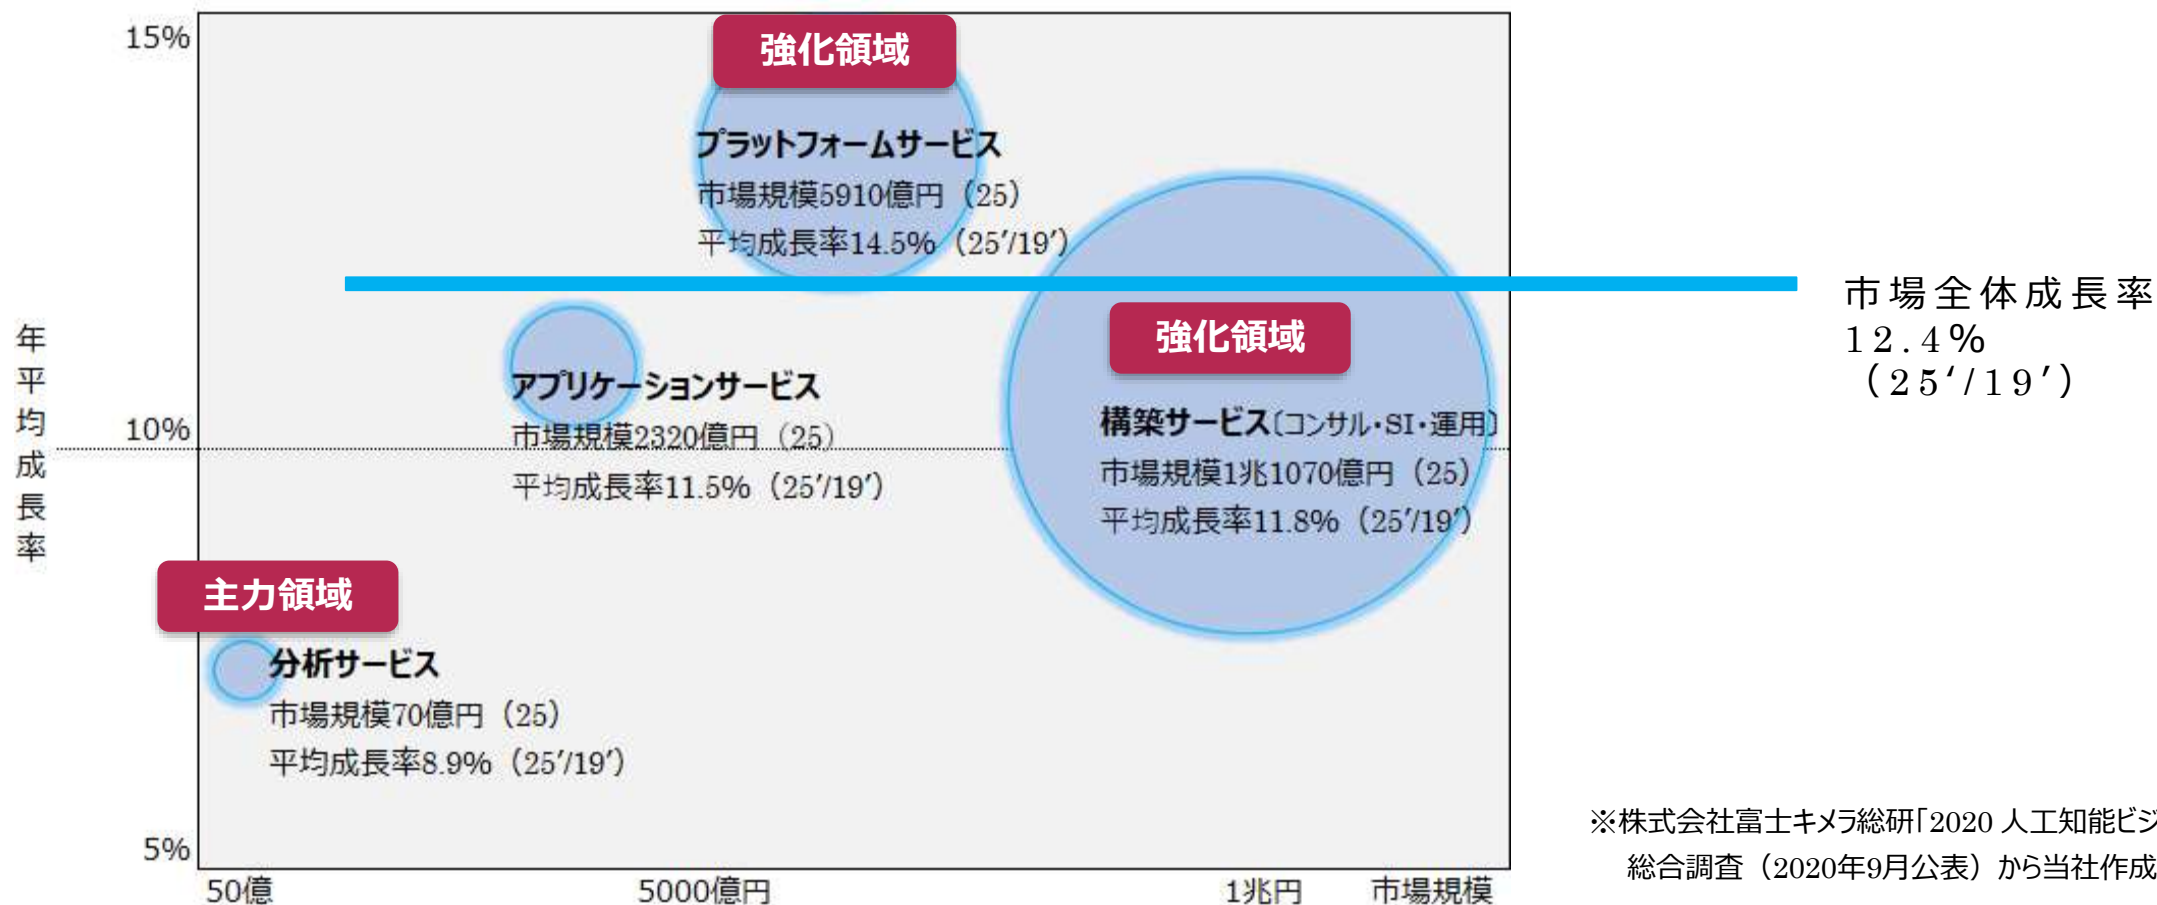 15%
強化領域
プラットフォームサービス
市場規模5910億円（25）
平均成長率14.5%（25′/19′）
市場全体成長率
12.4%
（25‘/19′）
強化領域
年平均成長率
アプリケーションサービス
10%
市場規模2320億円（25）
平均成長率11.5%（25′/19′）
構築サービス〔コンサル・SI・運用〕
市場規模1兆1070億円（25）
平均成長率11.8%（25′/19′）
主力領域
分析サービス
市場規模70億円（25）
平均成長率8.9%（25′/19′）
5%
50億
5000億円
1兆円
市場規模
※株式会社富士キメラ総研「2020 人工知能ビジ
総合調査（2020年9月公表）から当社作成